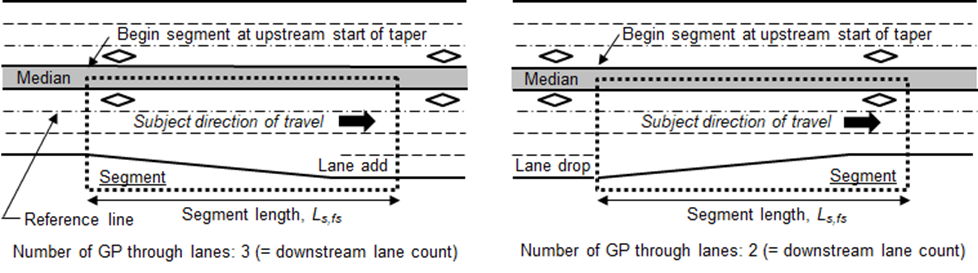 Begin segment at upstream start of taper
Median
Subject direction of travel
Lane add
Segment
Segment length, Ls,fs
Reference line
Number of GP through lanes: 3 (= downstream lane count)
Begin segment at upstream start of taper
Median
Subject direction of travel
Lane drop
Segment
Segment length, Ls,fs
Number of GP through lanes: 2 (= downstream lane count)